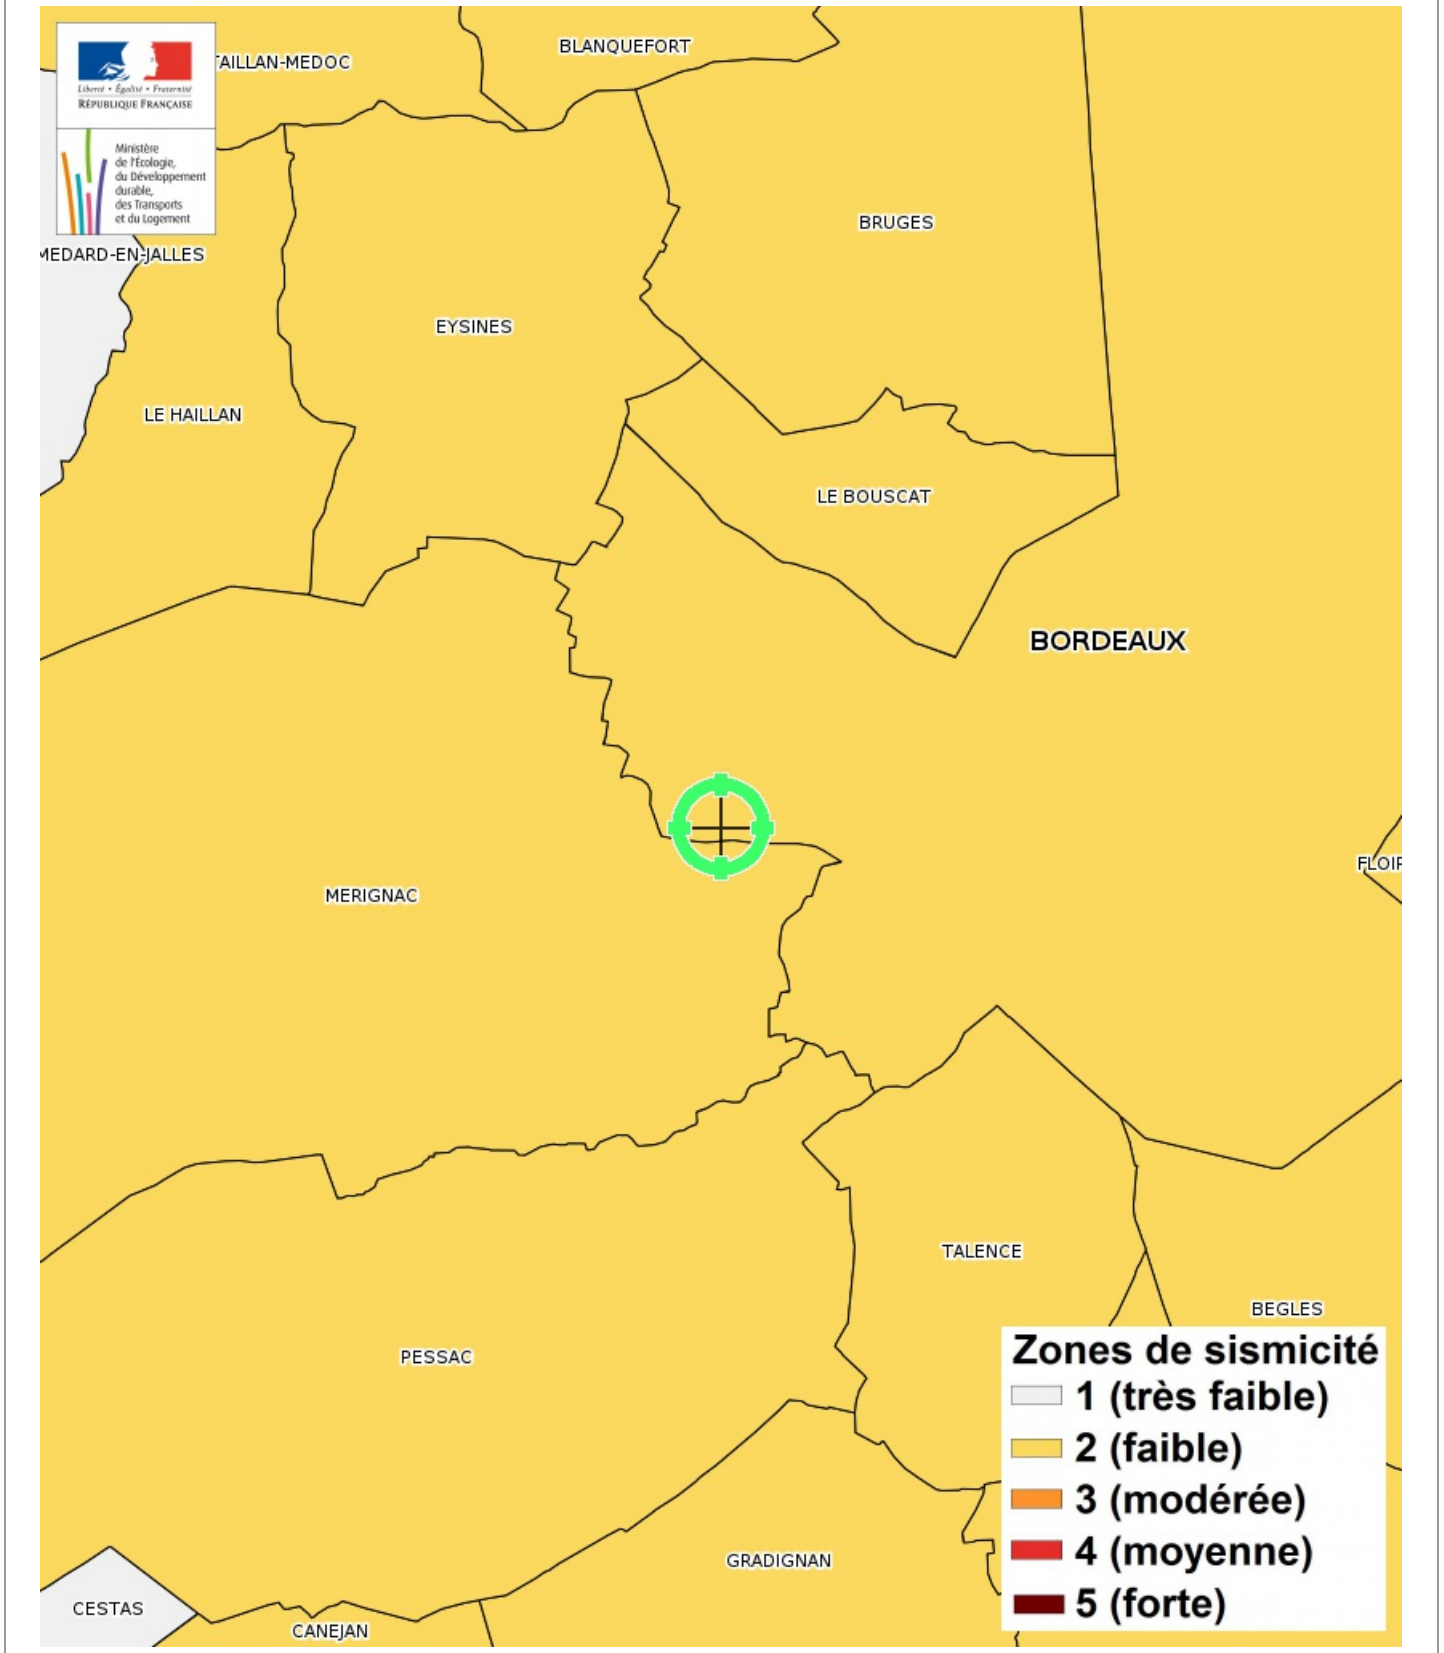 TAILLAN-MEDOC
BLANQUEFORT
Liberté • Égalité • Fraternité
RÉPUBLIQUE FRANÇAISE
Ministère
de l'Écologie,
du Développement
durable,
des Transports
et du Logement
BRUGES
MEDARD-EN-JALLES
EYSINES
LE HAILLAN
LE BOUSCAT
BORDEAUX
FLOIR
MERIGNAC
TALENCE
BEGLES
PESSAC
Zones de sismicité
1 (très faible)
2 (faible)
3 (modérée)
4 (moyenne)
5 (forte)
GRADIGNAN
CESTAS
CANEJAN